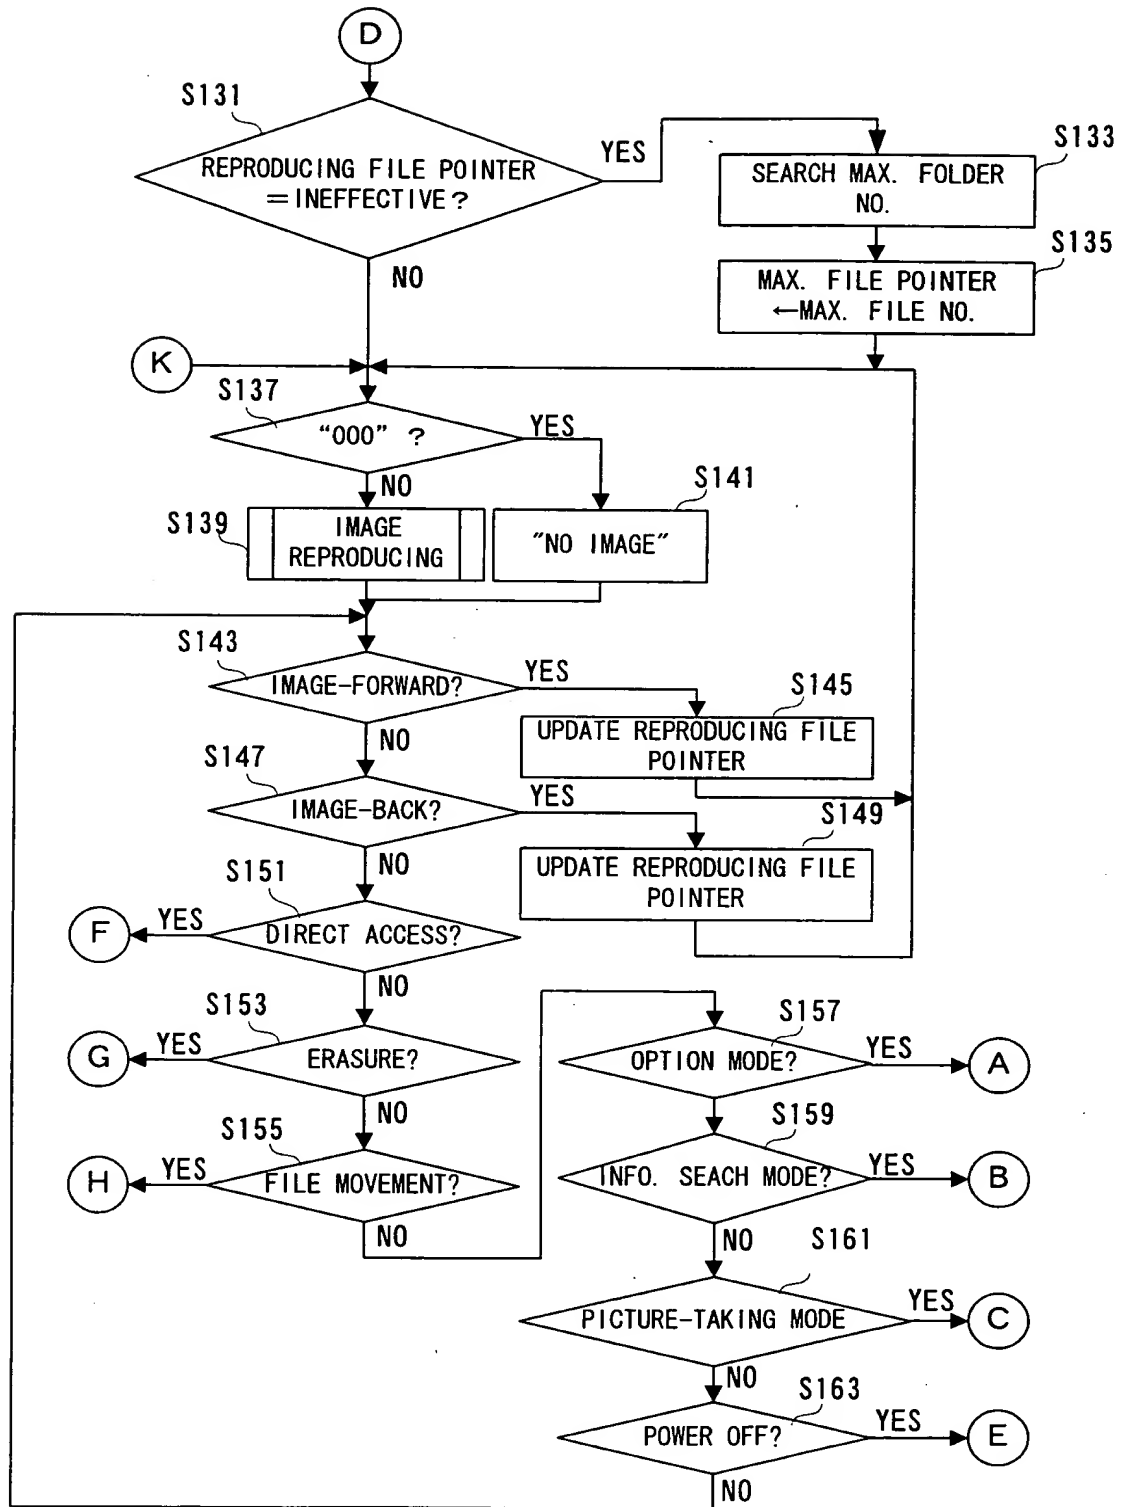 D
S131
REPRODUCING FILE POINTER
=INEFFECTIVE?
YES
NO
S133
SEARCH MAX. FOLDER
NO.
S135
MAX. FILE POINTER
←MAX. FILE NO.
K
S137
"000" ?
YES
NO
S139
IMAGE
REPRODUCING
S141
"NO IMAGE"
S143
IMAGE-FORWARD?
YES
NO
S145
UPDATE REPRODUCING FILE
POINTER
S147
IMAGE-BACK?
YES
NO
S149
UPDATE REPRODUCING FILE
POINTER
S151
DIRECT ACCESS?
YES
F
NO
S153
ERASURE?
YES
G
NO
S155
FILE MOVEMENT?
YES
H
NO
S157
OPTION MODE?
YES
A
S159
INFO. SEACH MODE?
YES
B
NO
S161
PICTURE-TAKING MODE
YES
C
NO
S163
POWER OFF?
YES
E
NO